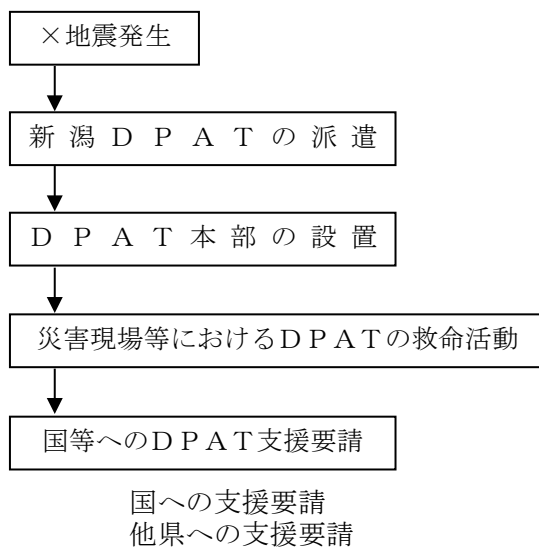 ×地震発生
新潟DPATの派遣
DPAT本部の設置
災害現場等におけるDPATの救命活動
国等へのDPAT支援要請
国への支援要請
他県への支援要請